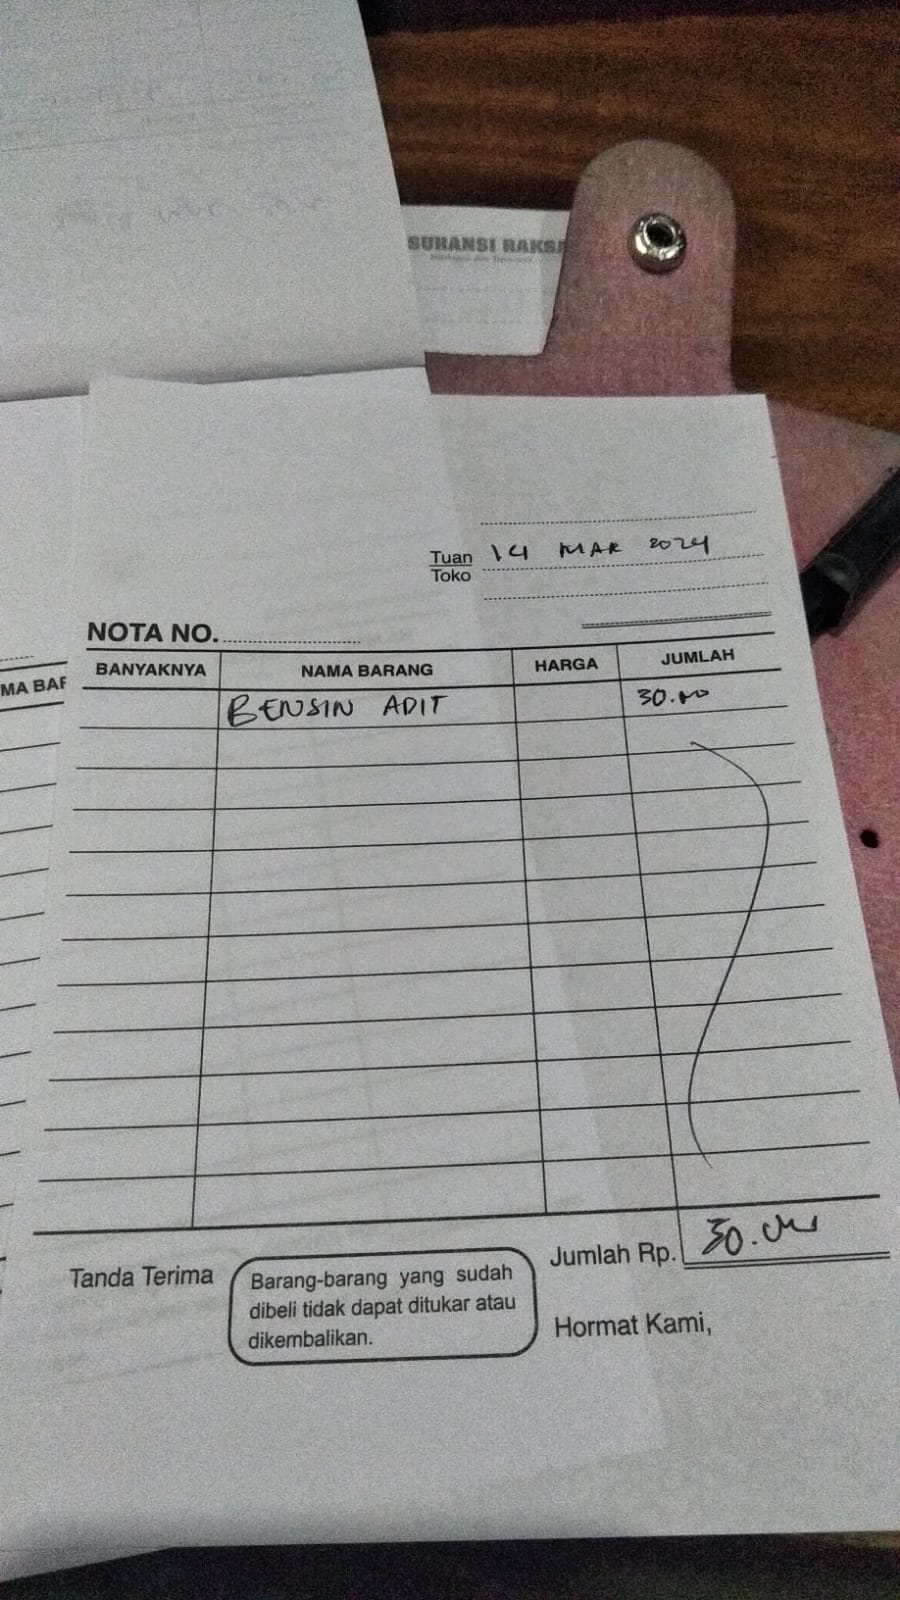 SURANSI RAKSA
Tuan 14 MAR 2024
Toko
NOTA NO.
MA BAR
BANYAKNYA NAMA BARANG HARGA JUMLAH
BENSIN ADIT 30.000
Jumlah Rp. 30.000
Tanda Terima
Barang-barang yang sudah
dibeli tidak dapat ditukar atau
dikembalikan.
Hormat Kami,